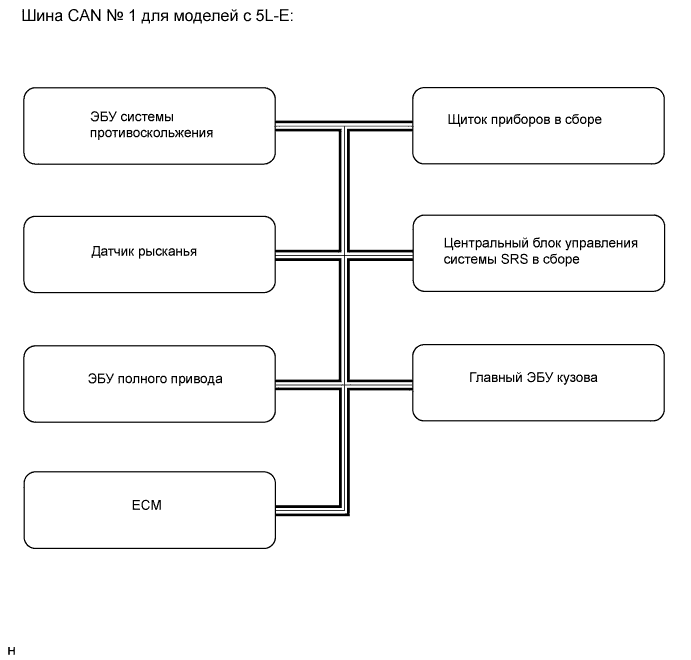 Шина CAN № 1 для моделей с 5L-E:
ЭБУ системы
противоскольжения
Щиток приборов в сборе
Датчик рысканья
Центральный блок управления
системы SRS в сборе
ЭБУ полного привода
Главный ЭБУ кузова
ECM
н